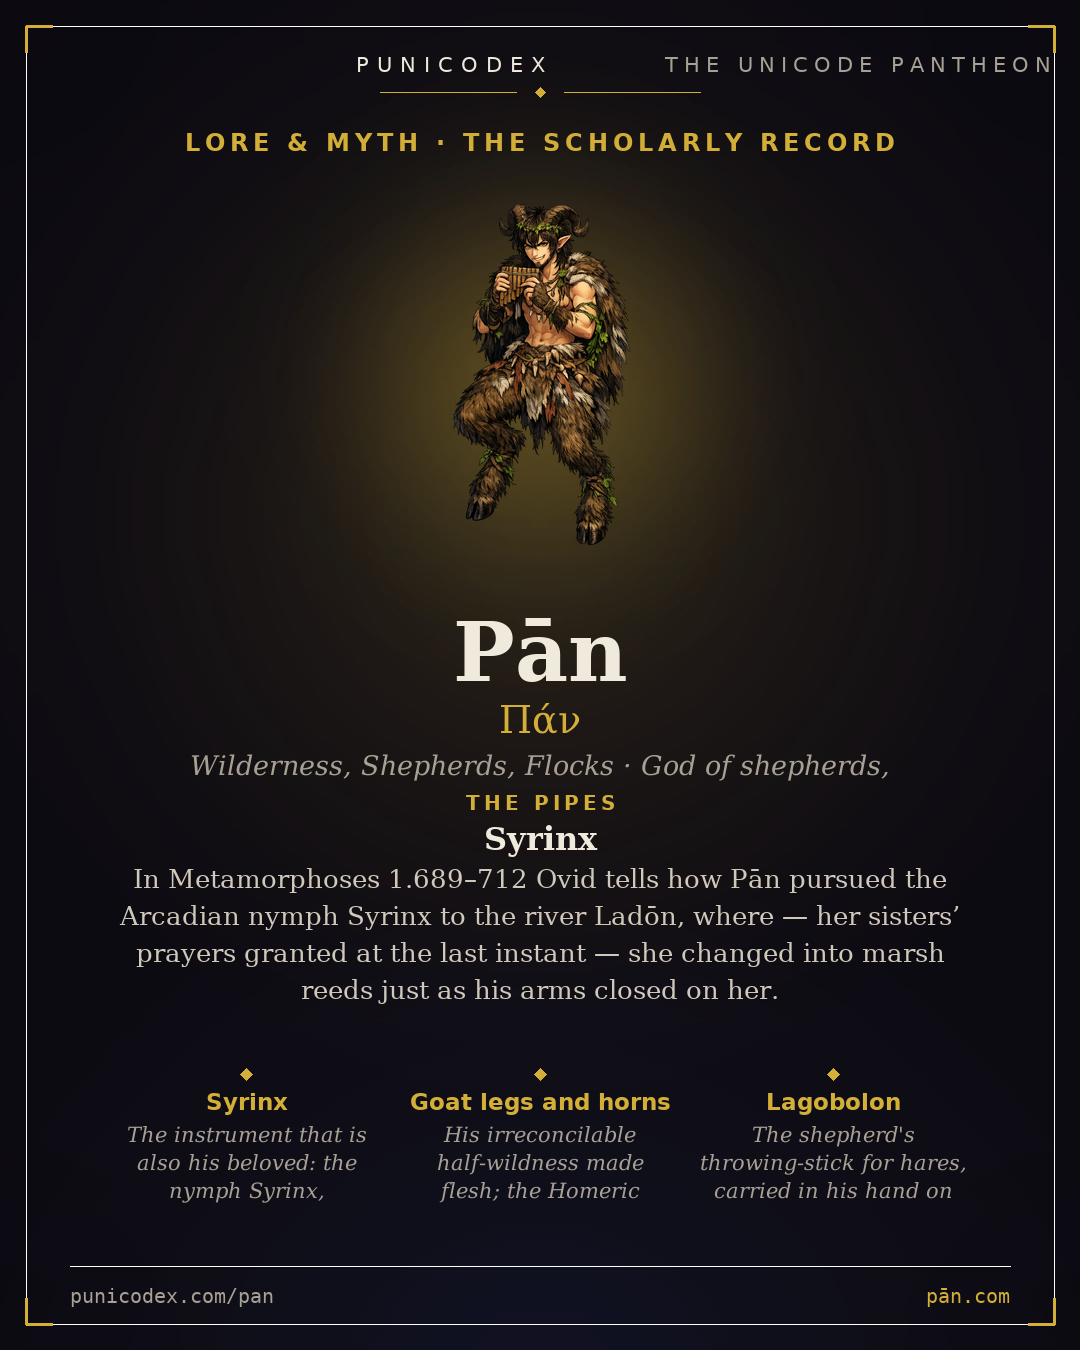 PUNICODEX THE UNICODE PANTHEON
LORE & MYTH · THE SCHOLARLY RECORD
Pān
Πάν
Wilderness, Shepherds, Flocks · God of shepherds,
THE PIPES
Syrinx
In Metamorphoses 1.689–712 Ovid tells how Pān pursued the
Arcadian nymph Syrinx to the river Ladōn, where — her sisters’
prayers granted at the last instant — she changed into marsh
reeds just as his arms closed on her.
Syrinx
The instrument that is
also his beloved: the
nymph Syrinx,
Goat legs and horns
His irreconcilable
half-wildness made
flesh; the Homeric
Lagobolon
The shepherd's
throwing-stick for hares,
carried in his hand on
punicodex.com/pan
pān.com